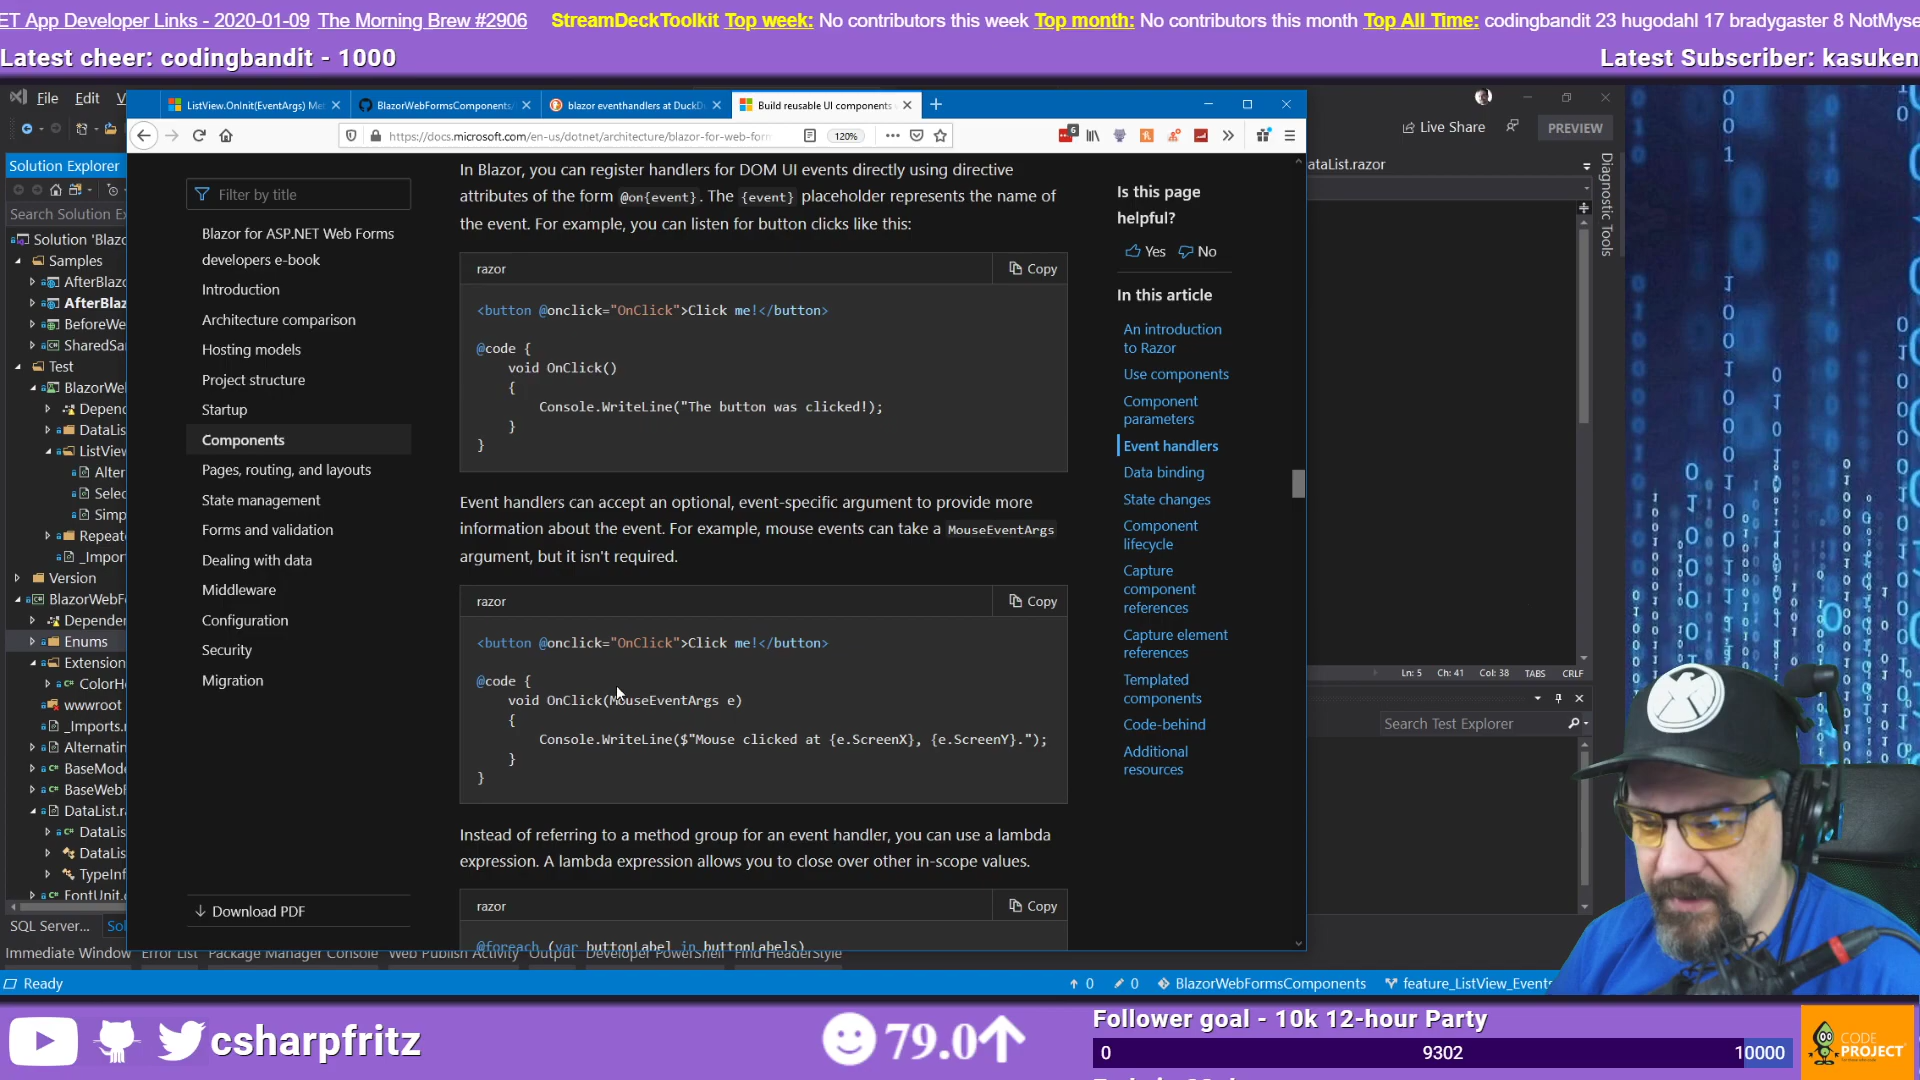 ET App Developer Links - 2020-01-09 The Morning Brew #2906 StreamDeckToolkit Top week: No contributors this week Top month: No contributors this month Top All Time: codingbandit 23 hugodahl 17 bradygaster 8 NotMyse
Latest cheer: codingbandit - 1000
Latest Subscriber: kasuken
File Edit V
ListView.OnInit(EventArgs) Me
BlazorWebFormsComponents/
blazor eventhandlers at DuckD
Build reusable UI components
Live Share
PREVIEW
https://docs.microsoft.com/en-us/dotnet/architecture/blazor-for-web-form
120%
6
ataList.razor
Diagnostic Tools
Solution Explorer
Search Solution Ex
Solution 'Blazo
Samples
AfterBlazo
AfterBlaz
BeforeWe
SharedSa
Test
BlazorWel
Depend
DataLis
ListView
Alter
Selec
Simp
Repeat
_Impor
Version
BlazorWebFo
Depender
Enums
Extension
ColorHe
wwwroot
_Imports.r
Alternatin
BaseMode
BaseWebF
DataList.ra
DataLis
DataLis
TypeInf
FontUnit.c
SQL Server...
Sol
Filter by title
Blazor for ASP.NET Web Forms
developers e-book
Introduction
Architecture comparison
Hosting models
Project structure
Startup
Components
Pages, routing, and layouts
State management
Forms and validation
Dealing with data
Middleware
Configuration
Security
Migration
Download PDF
In Blazor, you can register handlers for DOM UI events directly using directive
attributes of the form @on{event}. The {event} placeholder represents the name of
the event. For example, you can listen for button clicks like this:
razor
Copy
<button @onclick="OnClick">Click me!</button>
@code {
void OnClick()
{
Console.WriteLine("The button was clicked!);
}
}
Event handlers can accept an optional, event-specific argument to provide more
information about the event. For example, mouse events can take a MouseEventArgs
argument, but it isn't required.
razor
Copy
<button @onclick="OnClick">Click me!</button>
@code {
void OnClick(MouseEventArgs e)
{
Console.WriteLine($"Mouse clicked at {e.ScreenX}, {e.ScreenY}.");
}
}
Instead of referring to a method group for an event handler, you can use a lambda
expression. A lambda expression allows you to close over other in-scope values.
razor
Copy
@foreach (var buttonLabel in buttonLabels)
Is this page
helpful?
Yes No
In this article
An introduction
to Razor
Use components
Component
parameters
Event handlers
Data binding
State changes
Component
lifecycle
Capture
component
references
Capture element
references
Templated
components
Code-behind
Additional
resources
Ln: 5 Ch: 41 Col: 38 TABS CRLF
Search Test Explorer
Immediate Window Error List Package Manager Console Web Publish Activity Output Developer PowerShell Find HeaderStyle
Ready
0 0 BlazorWebFormsComponents feature_ListView_Events
csharpfritz
79.0
Follower goal - 10k 12-hour Party
0 9302 10000
CODE
PROJECT